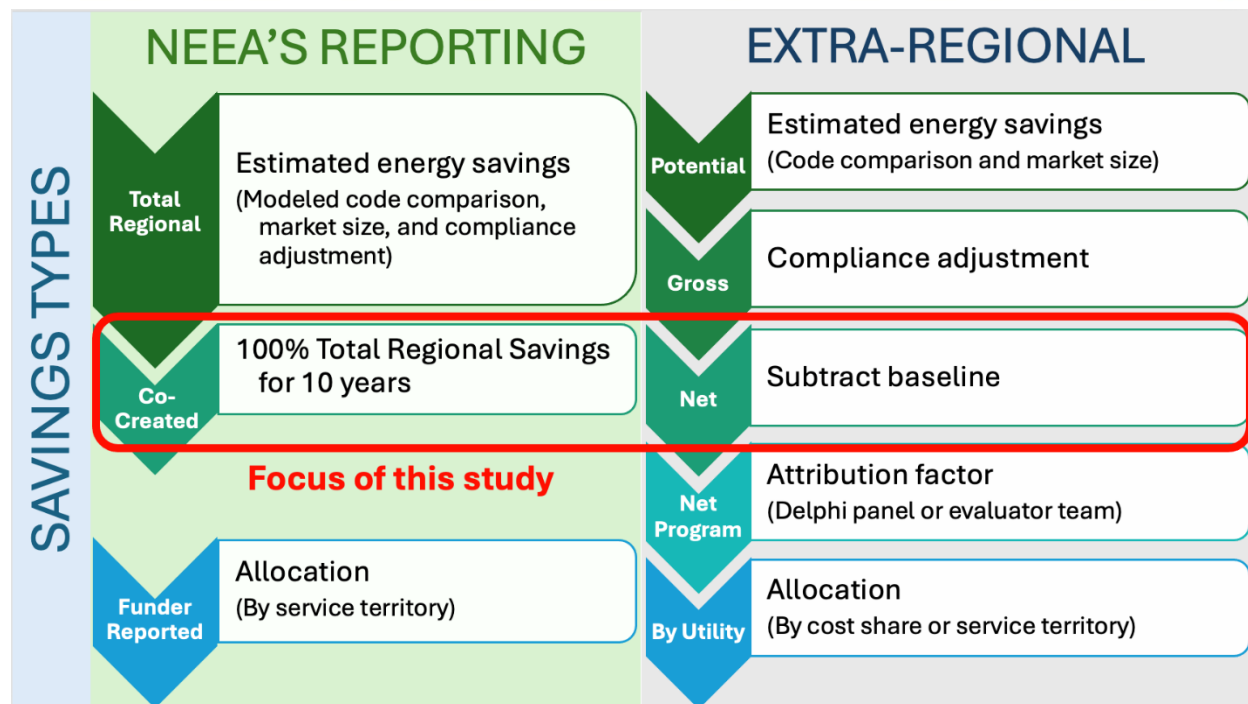 SAVINGS TYPES
NEEA'S REPORTING
Total
Regional
Estimated energy savings
(Modeled code comparison,
market size, and compliance
adjustment)
Co-
Created
100% Total Regional Savings
for 10 years
Focus of this study
Funder
Reported
Allocation
(By service territory)
EXTRA-REGIONAL
Potential
Estimated energy savings
(Code comparison and market size)
Gross
Compliance adjustment
Net
Subtract baseline
Net
Program
Attribution factor
(Delphi panel or evaluator team)
By Utility
Allocation
(By cost share or service territory)